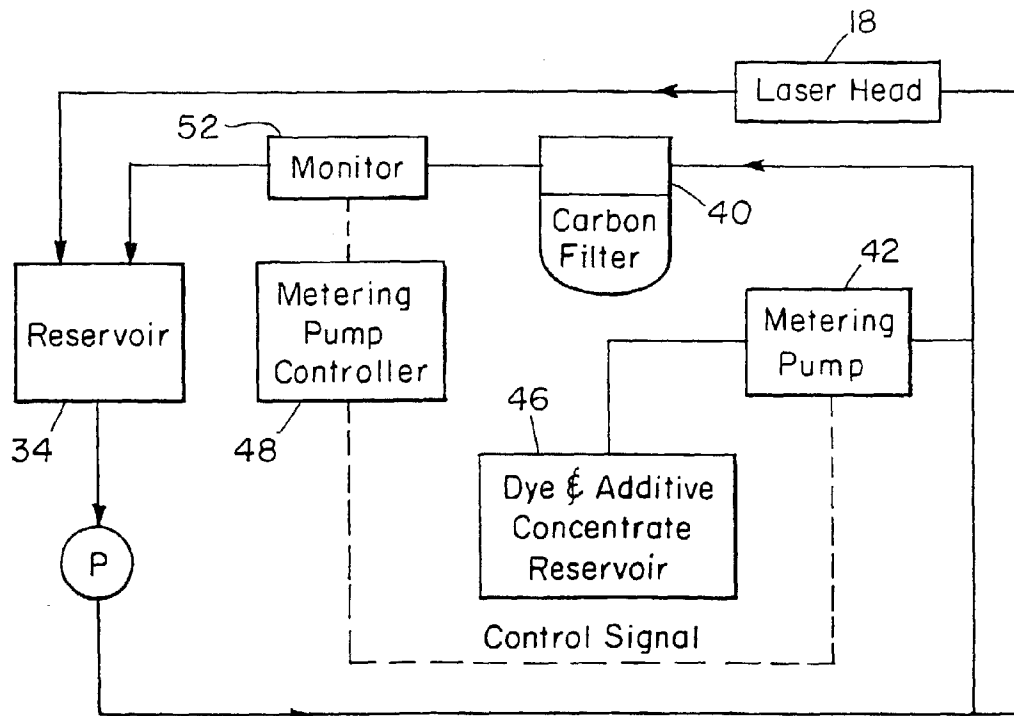 18
Laser Head
52
Monitor
40
Carbon
Filter
42
Metering
Pump
Reservoir
34
Metering
Pump
Controller
48
46
Dye & Additive
Concentrate
Reservoir
P
Control Signal